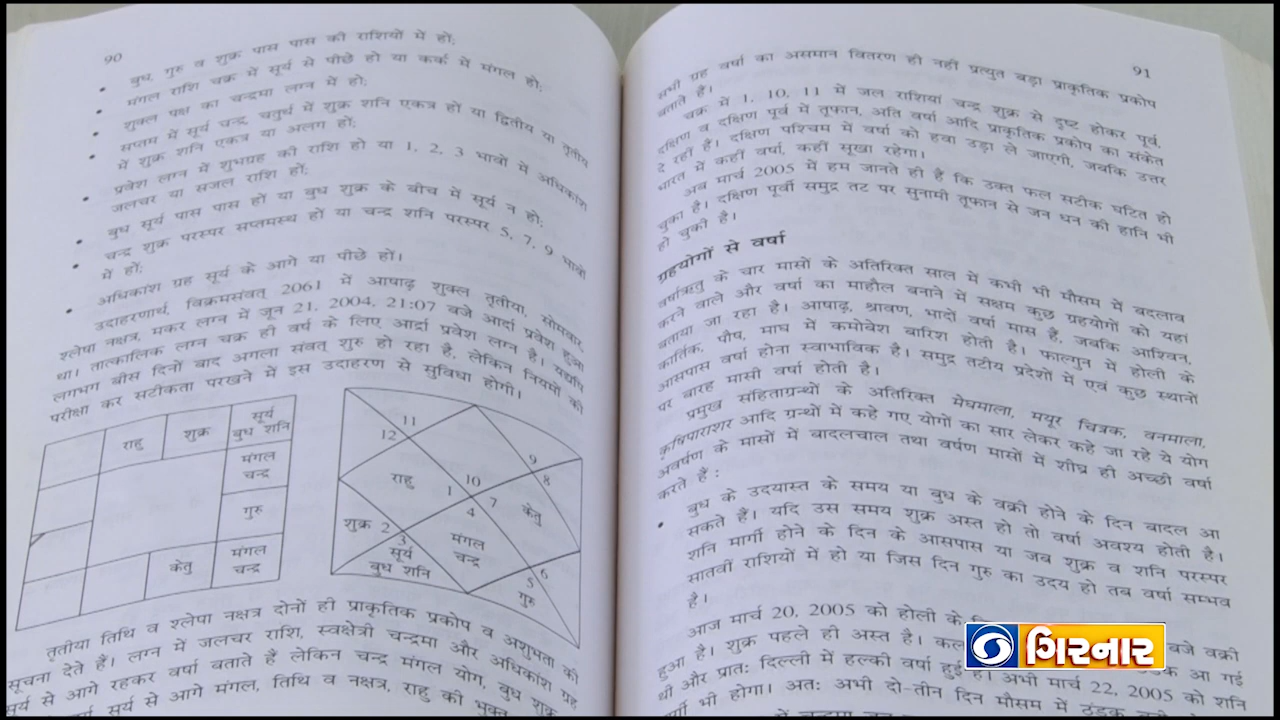 90
बुध, गुरु व शुक्र पास पास की राशियों में हों;
मंगल राशि चक्र में सूर्य से पीछे हो या कर्क में मंगल हो;
शुक्ल पक्ष का चन्द्रमा लग्न में हो;
सप्तम में सूर्य चन्द्र, चतुर्थ में शुक्र शनि एकत्र हों या द्वितीय या तृतीय
में शुक्र शनि एकत्र या अलग हों;
प्रवेश लग्न में शुभग्रह की राशि हो या 1, 2, 3 भावों में अधिकांश
जलचर या सजल राशि हों;
बुध सूर्य पास पास हों या बुध शुक्र के बीच में सूर्य न हो;
चन्द्र शुक्र परस्पर सप्तमस्थ हों या चन्द्र शनि परस्पर 5, 7, 9 भावों
में हों;
अधिकांश ग्रह सूर्य के आगे या पीछे हों।
उदाहरणार्थ, विक्रमसंवत् 2061 में आषाढ़ शुक्ल तृतीया, सोमवार,
श्लेषा नक्षत्र, मकर लग्न में जून 21, 2004, 21:07 बजे आर्द्रा प्रवेश हुआ
था। तात्कालिक लग्न चक्र ही वर्ष के लिए आर्द्रा प्रवेश लग्न है। यद्यपि
लगभग बीस दिनों बाद अगला संवत् शुरु हो रहा है, लेकिन नियमों की
परीक्षा कर सटीकता परखने में इस उदाहरण से सुविधा होगी।
राहु शुक्र सूर्य
बुध शनि
मंगल
चन्द्र
गुरु
केतु मंगल
चन्द्र
11
12
9
8
10
राहु 1 7 केतु
4
शुक्र 2
3
मंगल
चन्द्र
सूर्य
बुध शनि
6
5
गुरु
तृतीया तिथि व श्लेषा नक्षत्र दोनों ही प्राकृतिक प्रकोप व अशुभता की
सूचना देते हैं। लग्न में जलचर राशि, स्वक्षेत्री चन्द्रमा और अधिकांश ग्रह
सूर्य से आगे रहकर वर्षा बताते हैं लेकिन चन्द्र मंगल योग, बुध शुक्र
सूर्य से आगे मंगल, तिथि व नक्षत्र, राहु की भुक्त
91
सभी ग्रह वर्षा का असमान वितरण ही नहीं प्रत्युत बड़ा प्राकृतिक प्रकोप
बताते हैं।
चक्र में 1, 10, 11 में जल राशियां चन्द्र शुक्र से दृष्ट होकर पूर्व,
दक्षिण व दक्षिण पूर्व में तूफान, अति वर्षा आदि प्राकृतिक प्रकोप का संकेत
दे रही हैं। दक्षिण पश्चिम में वर्षा को हवा उड़ा ले जाएगी, जबकि उत्तर
भारत में कहीं वर्षा, कहीं सूखा रहेगा।
अब मार्च 2005 में हम जानते ही हैं कि उक्त फल सटीक घटित हो
चुका है। दक्षिण पूर्वी समुद्र तट पर सुनामी तूफान से जन धन की हानि भी
हो चुकी है।
ग्रहयोगों से वर्षा
वर्षाऋतु के चार मासों के अतिरिक्त साल में कभी भी मौसम में बदलाव
करने वाले और वर्षा का माहौल बनाने में सक्षम कुछ ग्रहयोगों को यहां
बताया जा रहा है। आषाढ़, श्रावण, भादों वर्षा मास हैं, जबकि आश्विन,
कार्तिक, पौष, माघ में कमोवेश बारिश होती है। फाल्गुन में होली के
आसपास वर्षा होना स्वाभाविक है। समुद्र तटीय प्रदेशों में एवं कुछ स्थानों
पर बारह मासी वर्षा होती है।
प्रमुख संहिताग्रन्थों के अतिरिक्त मेघमाला, मयूर चित्रक, वनमाला,
कृषिपाराशर आदि ग्रन्थों में कहे गए योगों का सार लेकर कहे जा रहे ये योग
अवर्षण के मासों में बादलचाल तथा वर्षण मासों में शीघ्र ही अच्छी वर्षा
करते हैं :
बुध के उदयास्त के समय या बुध के वक्री होने के दिन बादल आ
सकते हैं। यदि उस समय शुक्र अस्त हो तो वर्षा अवश्य होती है।
शनि मार्गी होने के दिन के आसपास या जब शुक्र व शनि परस्पर
सातवीं राशियों में हो या जिस दिन गुरु का उदय हो तब वर्षा सम्भव
है।
आज मार्च 20, 2005 को होली के बजे वक्री
हुआ है। शुक्र पहले ही अस्त है। आ गई
थी और प्रातः दिल्ली में हल्की वर्षा हुई है। अभी मार्च 22, 2005 को शनि
भी होगा। अतः अभी दो-तीन दिन मौसम में ठंडक
ગિરનાર